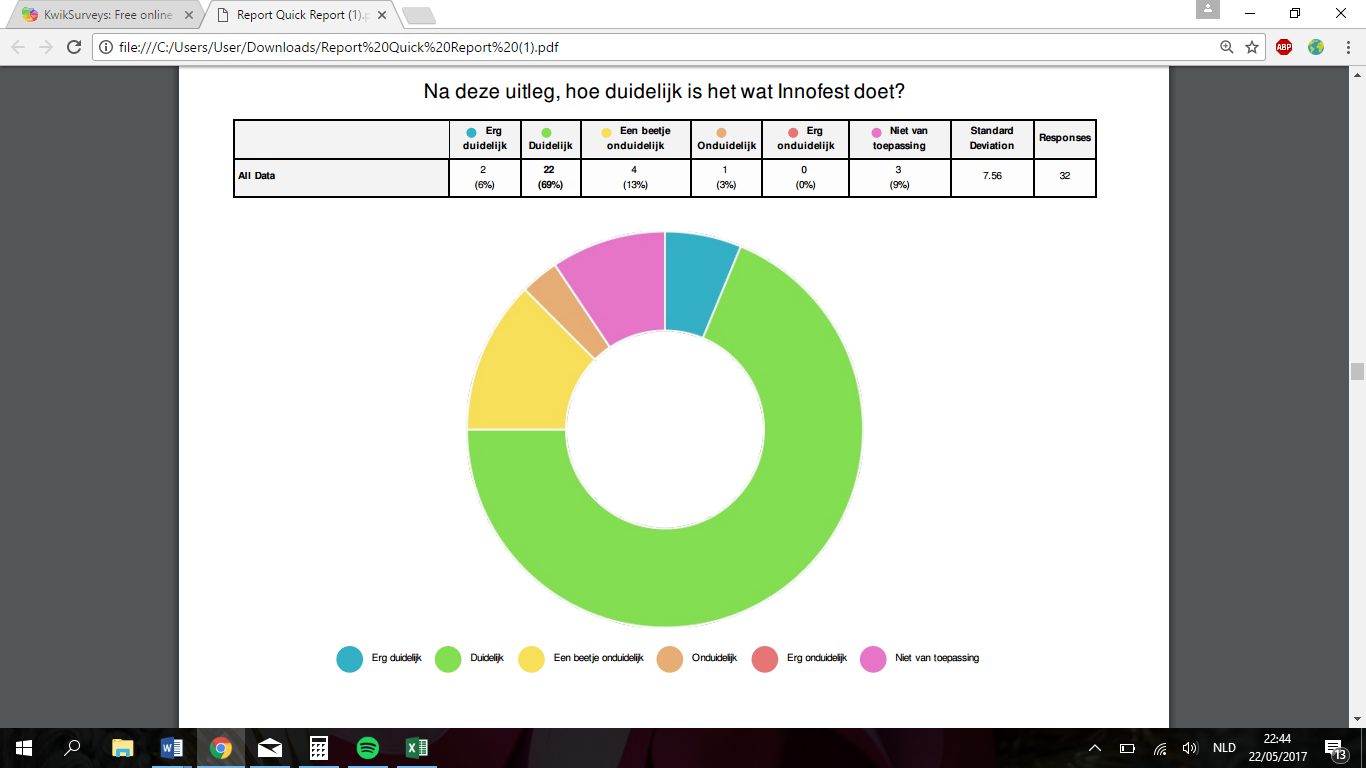 KwikSurveys: Free online
Report Quick Report (1).p
file:///C:/Users/User/Downloads/Report%20Quick%20Report%20(1).pdf
ABP
Na deze uitleg, hoe duidelijk is het wat Innofest doet?
Erg duidelijk
Duidelijk
Een beetje onduidelijk
Onduidelijk
Erg onduidelijk
Niet van toepassing
Standard Deviation
Responses
All Data
2 (6%)
22 (69%)
4 (13%)
1 (3%)
0 (0%)
3 (9%)
7.56
32
Erg duidelijk
Duidelijk
Een beetje onduidelijk
Onduidelijk
Erg onduidelijk
Niet van toepassing
NLD
22:44
22/05/2017
13